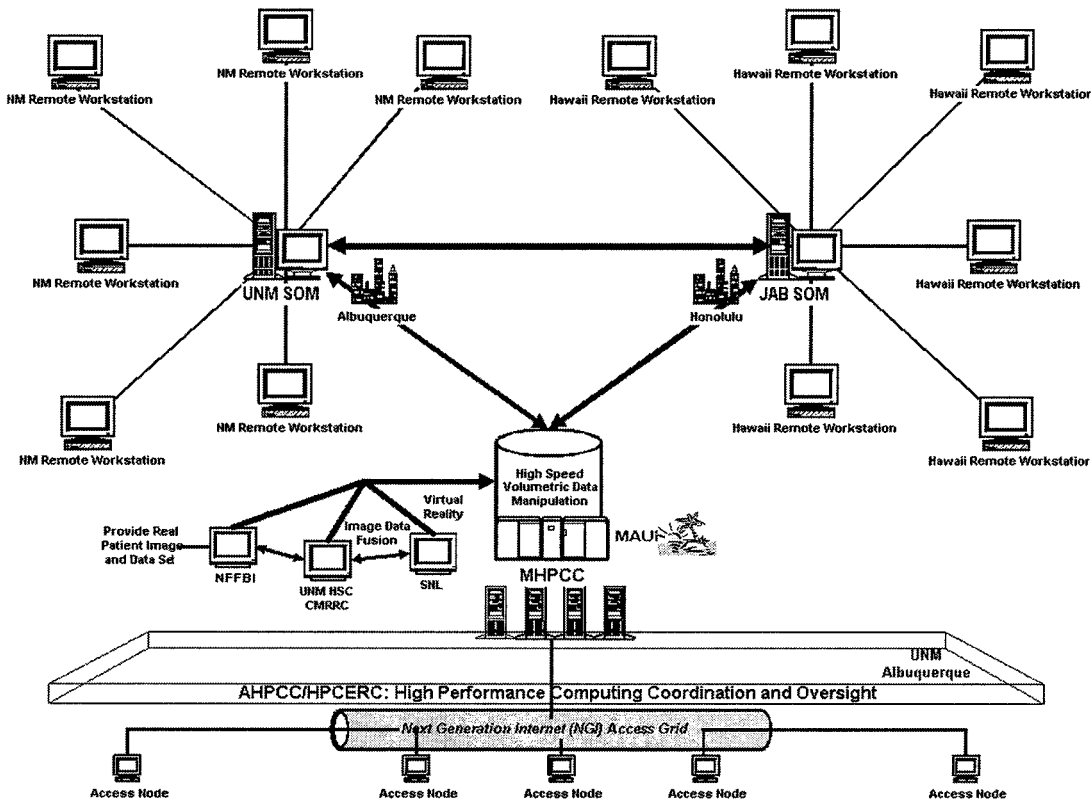 NM Remote Workstation
NM Remote Workstation
NM Remote Workstation
Hawaii Remote Workstation
Hawaii Remote Workstation
Hawaii Remote Workstation
NM Remote Workstation
UNM SOM
Albuquerque
Honolulu
JAB SOM
Hawaii Remote Workstation
NM Remote Workstation
NM Remote Workstation
Hawaii Remote Workstation
Hawaii Remote Workstation
High Speed
Volumetric Data
Manipulation
MAUI
MHPCC
Provide Real
Patient Image
and Data Set
NFFBI
Image Data
Fusion
UNM HSC
CMRRC
Virtual
Reality
SNL
UNM
Albuquerque
AHPCC/HPCERC: High Performance Computing Coordination and Oversight
Next Generation Internet (NGI) Access Grid
Access Node
Access Node
Access Node
Access Node
Access Node